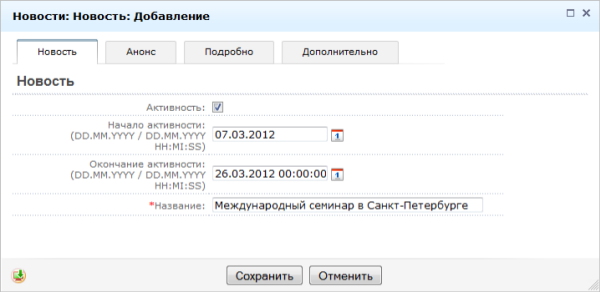 Новости: Новость: Добавление
Новость
Анонс
Подробно
Дополнительно
Новость
Активность:
Начало активности:
(DD.MM.YYYY / DD.MM.YYYY
HH:MI:SS)
07.03.2012
1
Окончание активности:
(DD.MM.YYYY / DD.MM.YYYY
HH:MI:SS)
26.03.2012 00:00:00
1
*Название:
Международный семинар в Санкт-Петербурге
Сохранить
Отменить